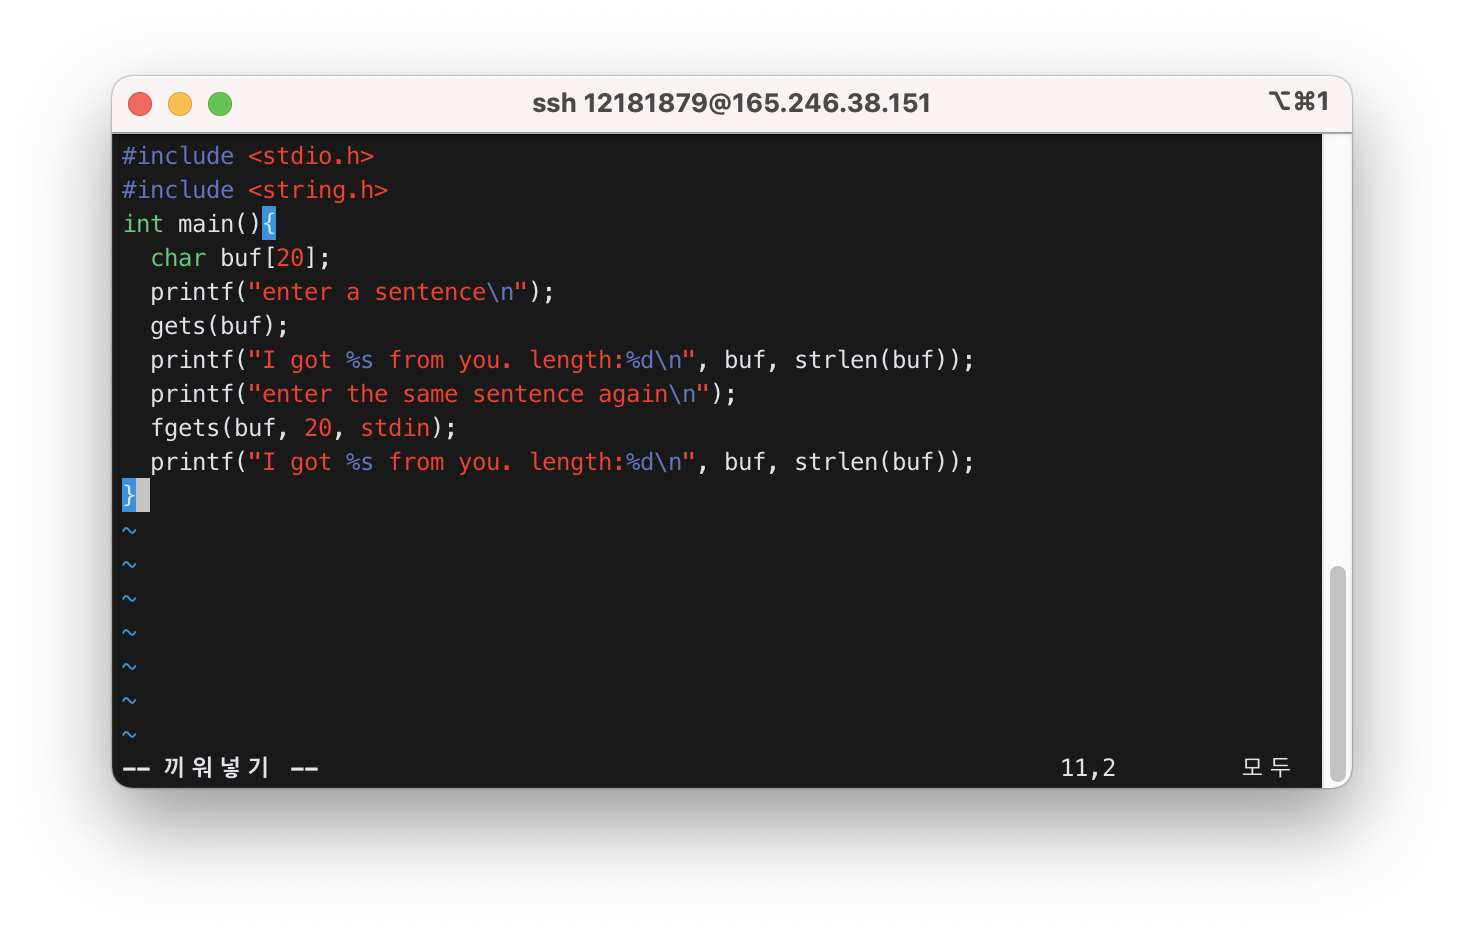 ssh 12181879@165.246.38.151 ⌥⌘1
#include <stdio.h>
#include <string.h>
int main(){
  char buf[20];
  printf("enter a sentence\n");
  gets(buf);
  printf("I got %s from you. length:%d\n", buf, strlen(buf));
  printf("enter the same sentence again\n");
  fgets(buf, 20, stdin);
  printf("I got %s from you. length:%d\n", buf, strlen(buf));
}
~
~
~
~
~
~
~
-- 끼워넣기 -- 11,2 모두